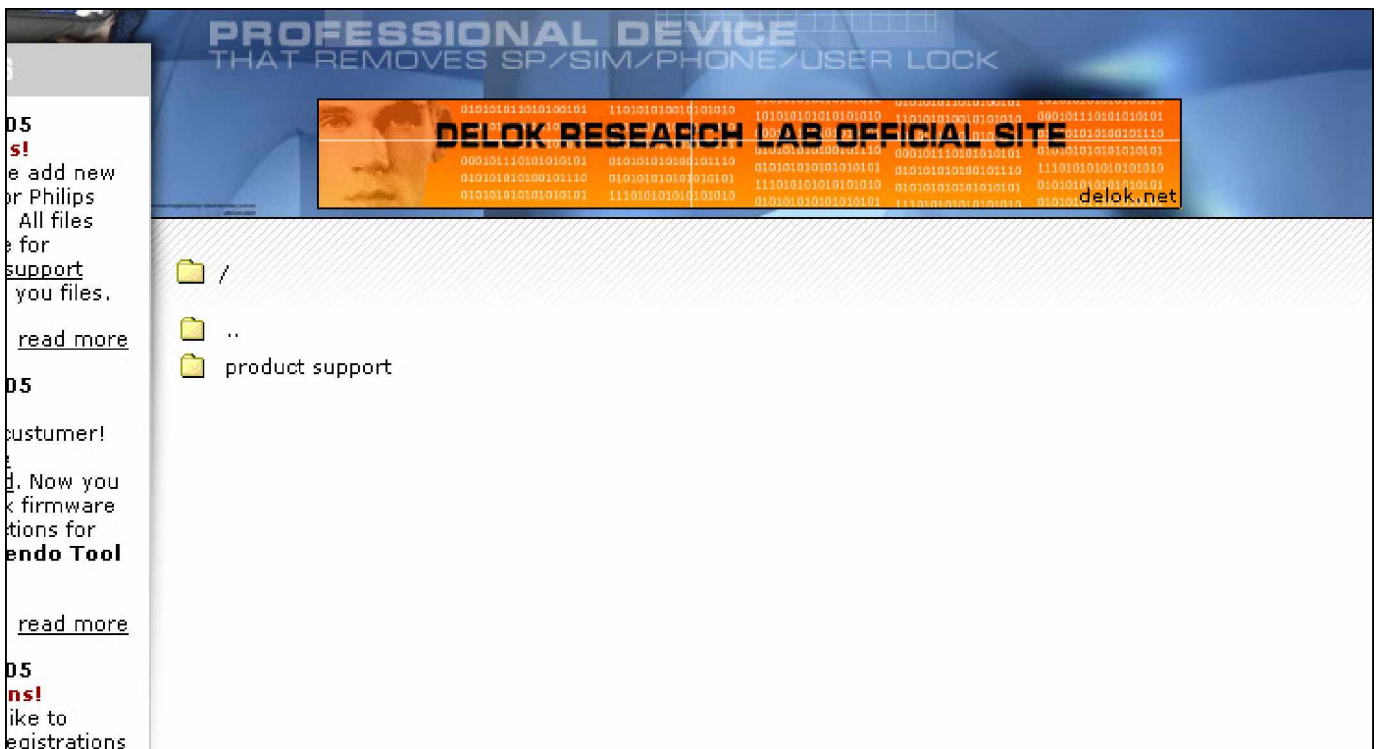 PROFESSIONAL DEVICE
THAT REMOVES SP/SIM/PHONE/USER LOCK
DELOK RESEARCH LAB OFFICIAL SITE
delok.net
05
s!
e add new
or Philips
All files
e for
support
you files.
read more
05
custumer!
d. Now you
x firmware
tions for
endo Tool
read more
05
ns!
ike to
egistrations
/
..
product support